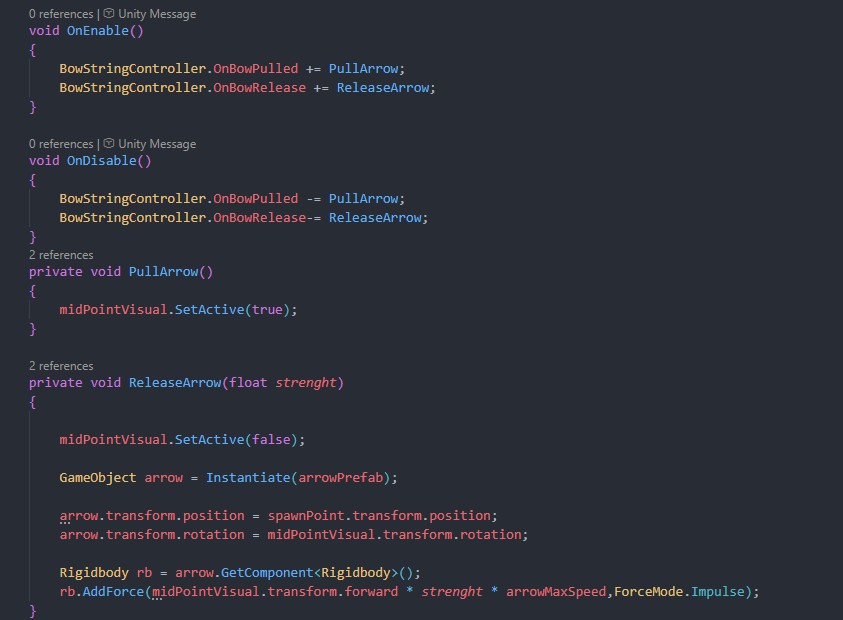 0 references | Unity Message
void OnEnable()
{
    BowStringController.OnBowPulled += PullArrow;
    BowStringController.OnBowRelease += ReleaseArrow;
}
0 references | Unity Message
void OnDisable()
{
    BowStringController.OnBowPulled -= PullArrow;
    BowStringController.OnBowRelease-= ReleaseArrow;
}
2 references
private void PullArrow()
{
    midPointVisual.SetActive(true);
}
2 references
private void ReleaseArrow(float strenght)
{
    midPointVisual.SetActive(false);
    GameObject arrow = Instantiate(arrowPrefab);
    arrow.transform.position = spawnPoint.transform.position;
    arrow.transform.rotation = midPointVisual.transform.rotation;
    Rigidbody rb = arrow.GetComponent<Rigidbody>();
    rb.AddForce(midPointVisual.transform.forward * strenght * arrowMaxSpeed,ForceMode.Impulse);
}